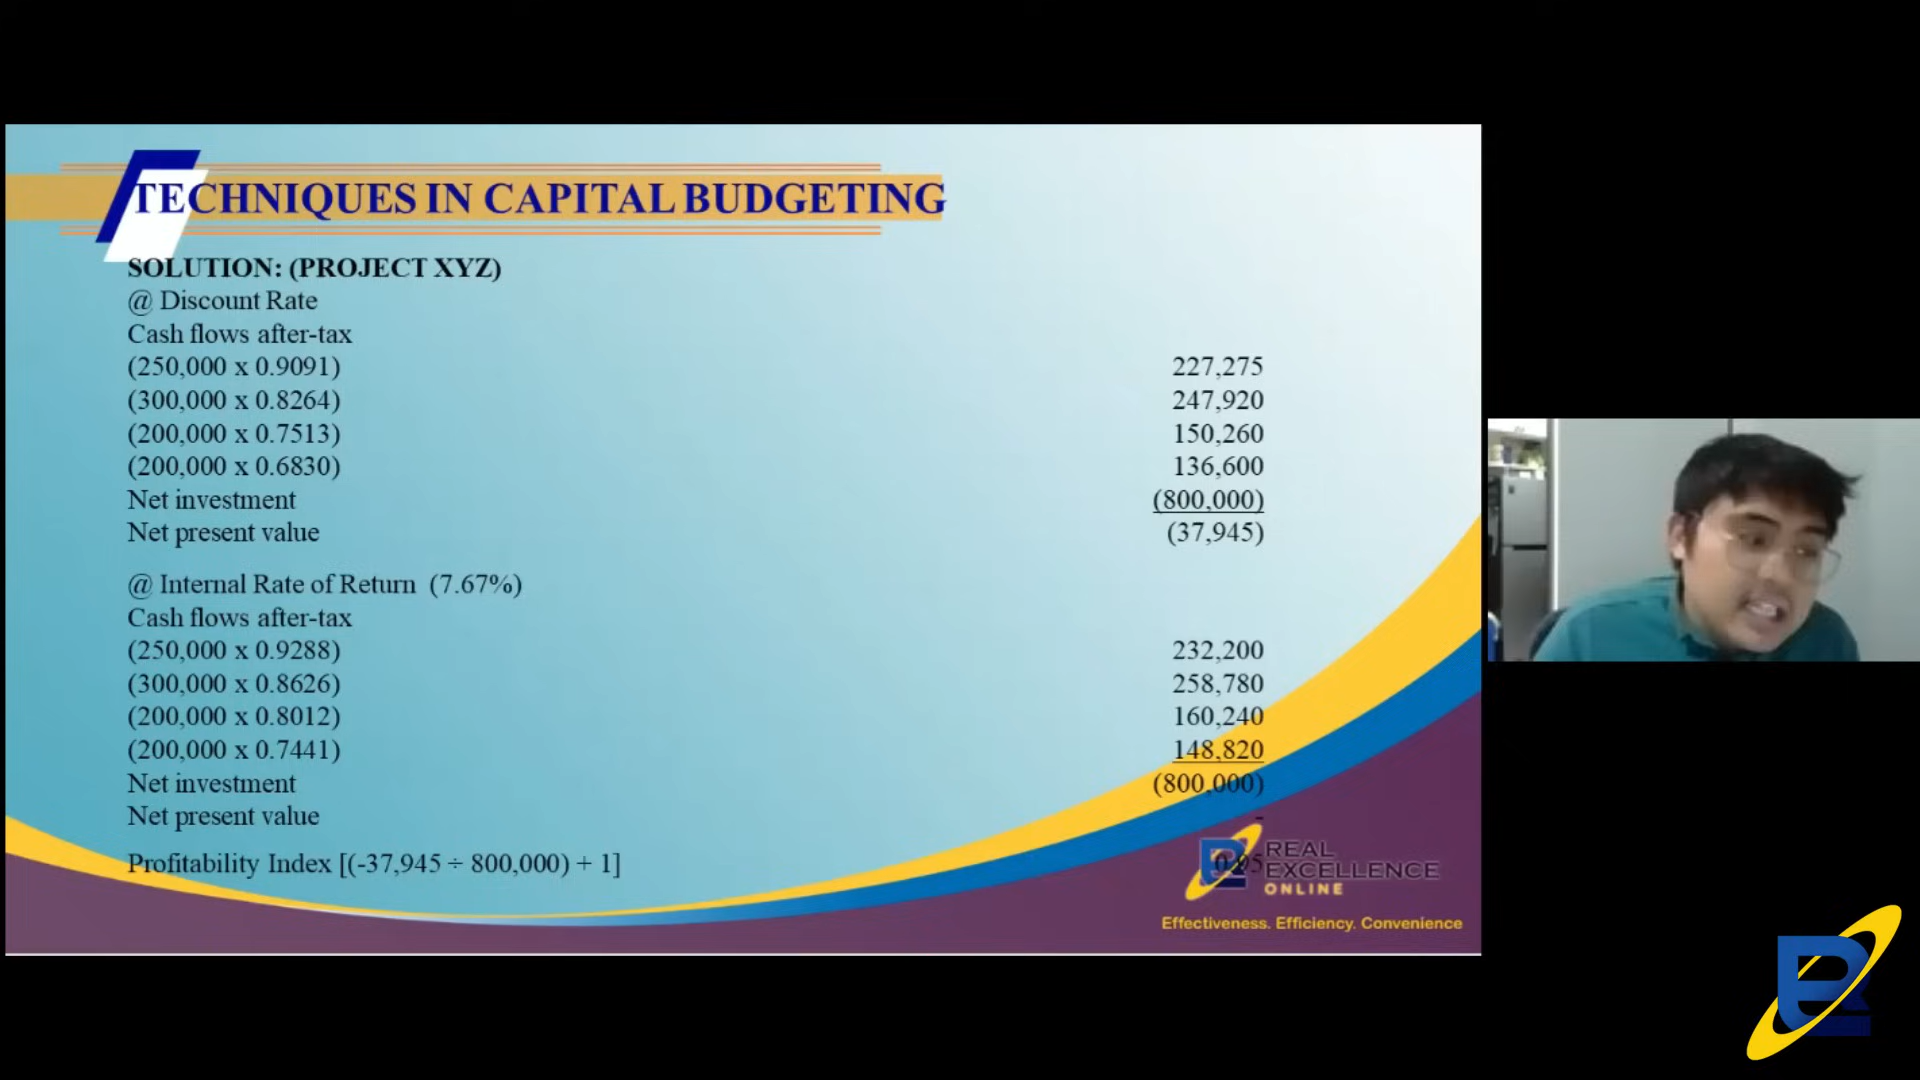 TECHNIQUES IN CAPITAL BUDGETING
SOLUTION: (PROJECT XYZ)
@ Discount Rate
Cash flows after-tax
(250,000 x 0.9091) 227,275
(300,000 x 0.8264) 247,920
(200,000 x 0.7513) 150,260
(200,000 x 0.6830) 136,600
Net investment (800,000)
Net present value (37,945)
@ Internal Rate of Return (7.67%)
Cash flows after-tax
(250,000 x 0.9288) 232,200
(300,000 x 0.8626) 258,780
(200,000 x 0.8012) 160,240
(200,000 x 0.7441) 148,820
Net investment (800,000)
Net present value -
Profitability Index [(-37,945 ÷ 800,000) + 1] 0.95
REAL
EXCELLENCE
ONLINE
Effectiveness. Efficiency. Convenience